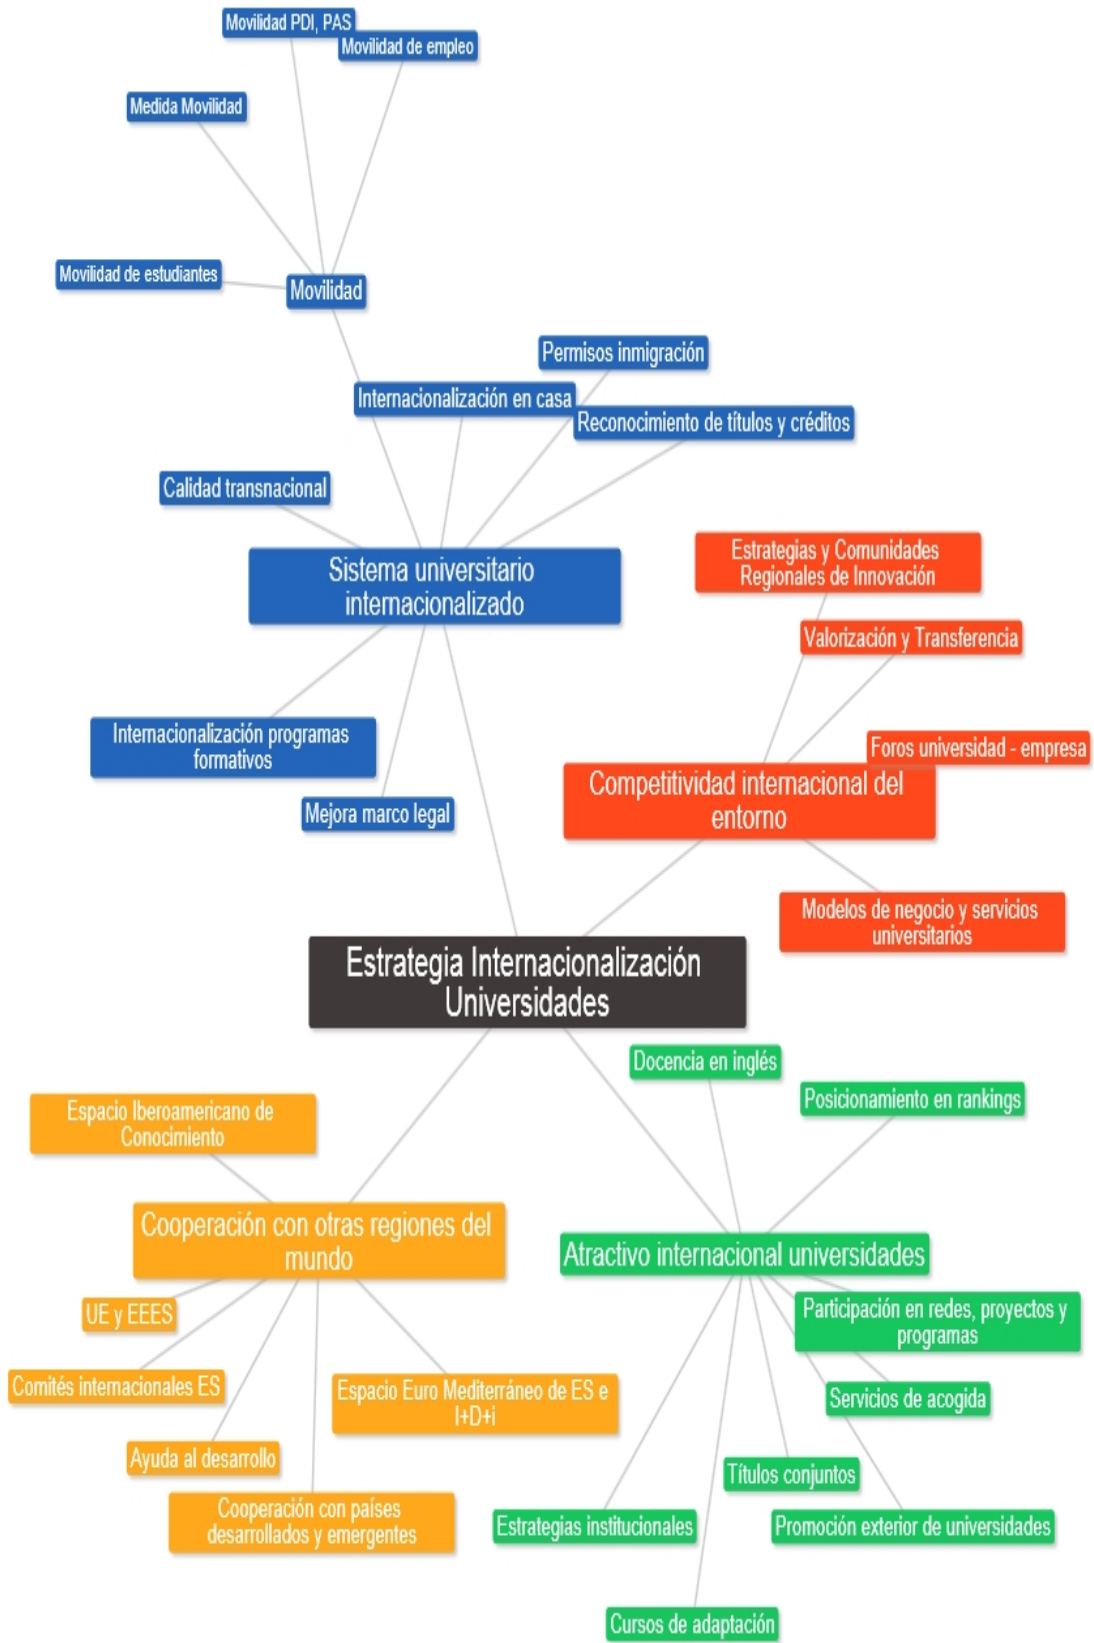 Movilidad PDI, PAS
Movilidad de empleo
Medida Movilidad
Movilidad de estudiantes
Movilidad
Permisos inmigración
Internacionalización en casa
Reconocimiento de títulos y créditos
Calidad transnacional
Sistema universitario
internacionalizado
Estrategias y Comunidades
Regionales de Innovación
Valorización y Transferencia
Internacionalización programas
formativos
Foros universidad - empresa
Competitividad internacional del
entorno
Mejora marco legal
Modelos de negocio y servicios
universitarios
Estrategia Internacionalización
Universidades
Docencia en inglés
Posicionamiento en rankings
Espacio Iberoamericano de
Conocimiento
Cooperación con otras regiones del
mundo
Atractivo internacional universidades
UE y EEES
Participación en redes, proyectos y
programas
Comités internacionales ES
Espacio Euro Mediterráneo de ES e
I+D+i
Servicios de acogida
Ayuda al desarrollo
Títulos conjuntos
Cooperación con países
desarrollados y emergentes
Estrategias institucionales
Promoción exterior de universidades
Cursos de adaptación